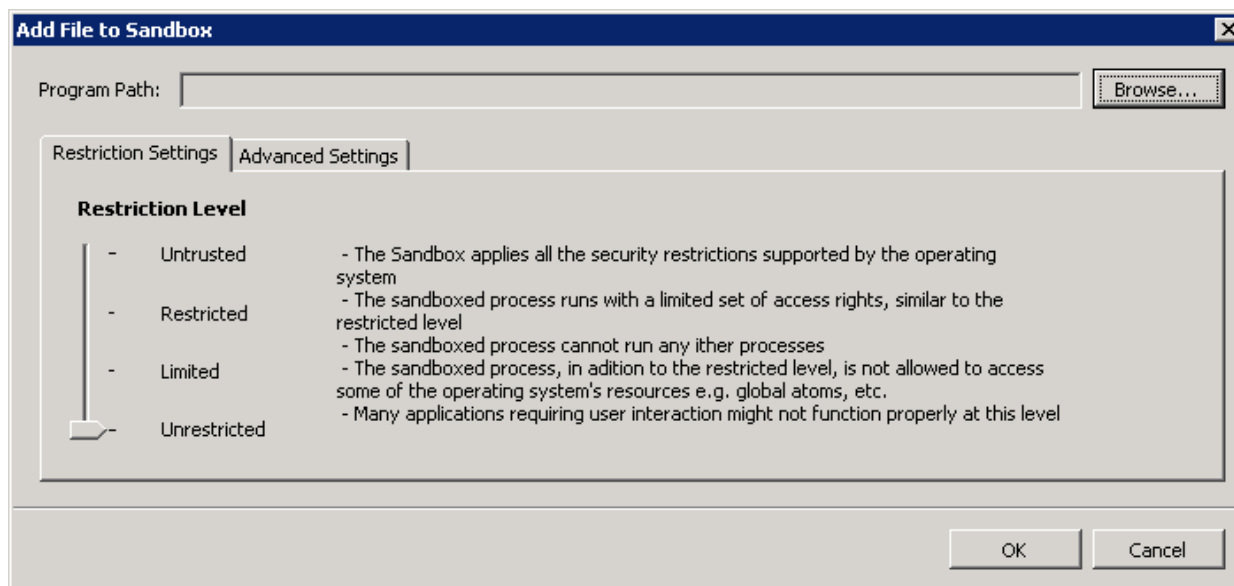 Add File to Sandbox
Program Path:
Browse...
Restriction Settings
Advanced Settings
Restriction Level
- Untrusted
- Restricted
- Limited
- Unrestricted
- The Sandbox applies all the security restrictions supported by the operating
system
- The sandboxed process runs with a limited set of access rights, similar to the
restricted level
- The sandboxed process cannot run any ither processes
- The sandboxed process, in adition to the restricted level, is not allowed to access
some of the operating system's resources e.g. global atoms, etc.
- Many applications requiring user interaction might not function properly at this level
OK
Cancel